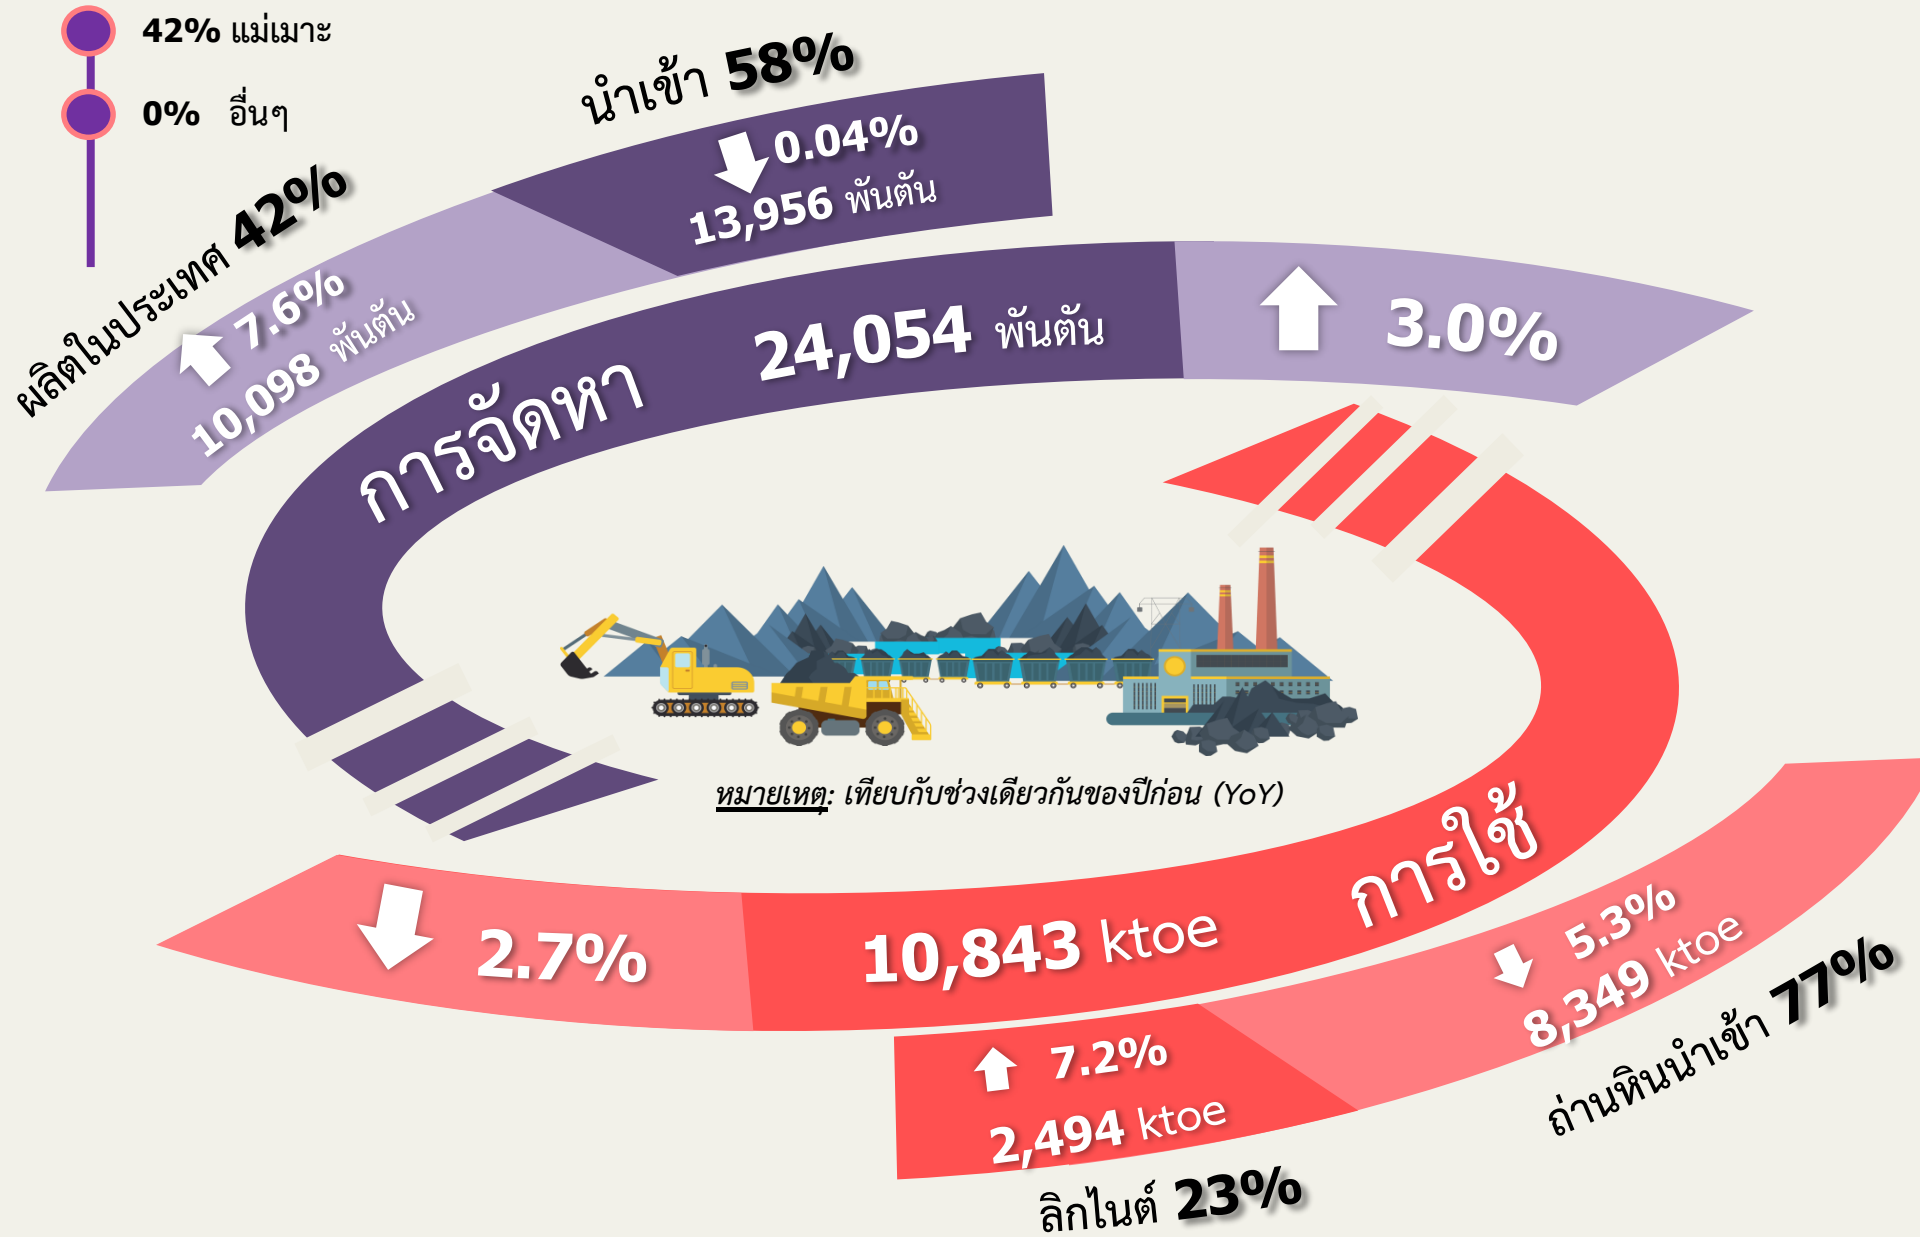 42% แม่เมาะ
0% อื่นๆ
นำเข้า 58%
0.04%
13,956 พันตัน
ผลิตในประเทศ 42%
7.6%
10,098 พันตัน
การจัดหา 24,054 พันตัน
3.0%
หมายเหตุ: เทียบกับช่วงเดียวกันของปีก่อน (YoY)
2.7%
10,843 ktoe
การใช้
5.3%
8,349 ktoe
ถ่านหินนำเข้า 77%
7.2%
2,494 ktoe
ลิกไนต์ 23%